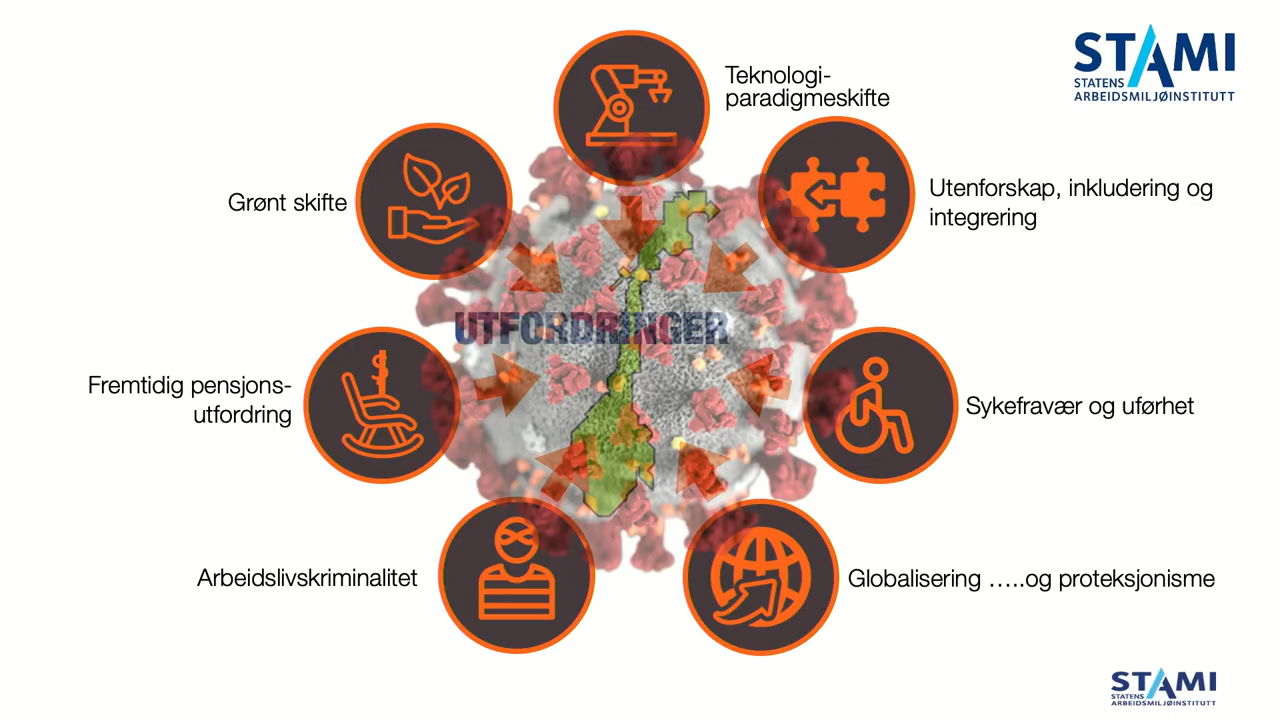 STAMI
STATENS
ARBEIDSMILJØINSTITUTT
Teknologi-
paradigmeskifte
Utenforskap, inkludering og
integrering
Grønt skifte
UTFORDRINGER
Fremtidig pensjons-
utfordring
Sykefravær og uførhet
Arbeidslivskriminalitet
Globalisering …..og proteksjonisme
STAMI
STATENS
ARBEIDSMILJØINSTITUTT